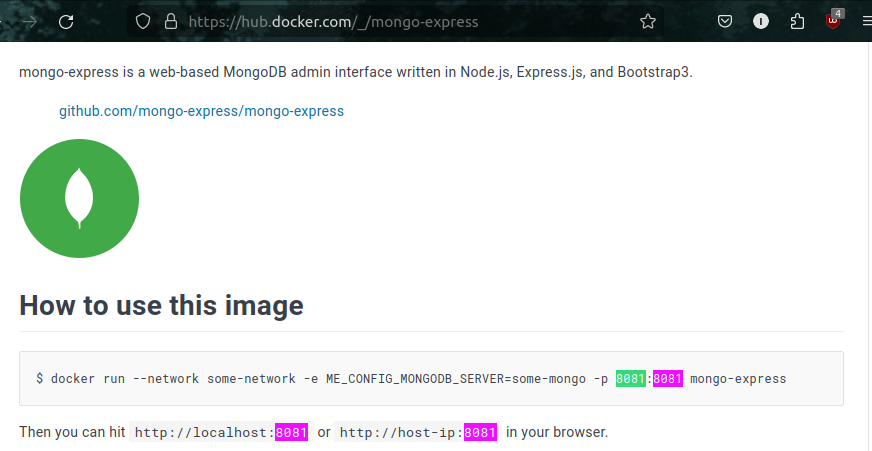 https://hub.docker.com/_/mongo-express
4
mongo-express is a web-based MongoDB admin interface written in Node.js, Express.js, and Bootstrap3.
github.com/mongo-express/mongo-express
How to use this image
$ docker run --network some-network -e ME_CONFIG_MONGODB_SERVER=some-mongo -p 8081:8081 mongo-express
Then you can hit http://localhost:8081 or http://host-ip:8081 in your browser.